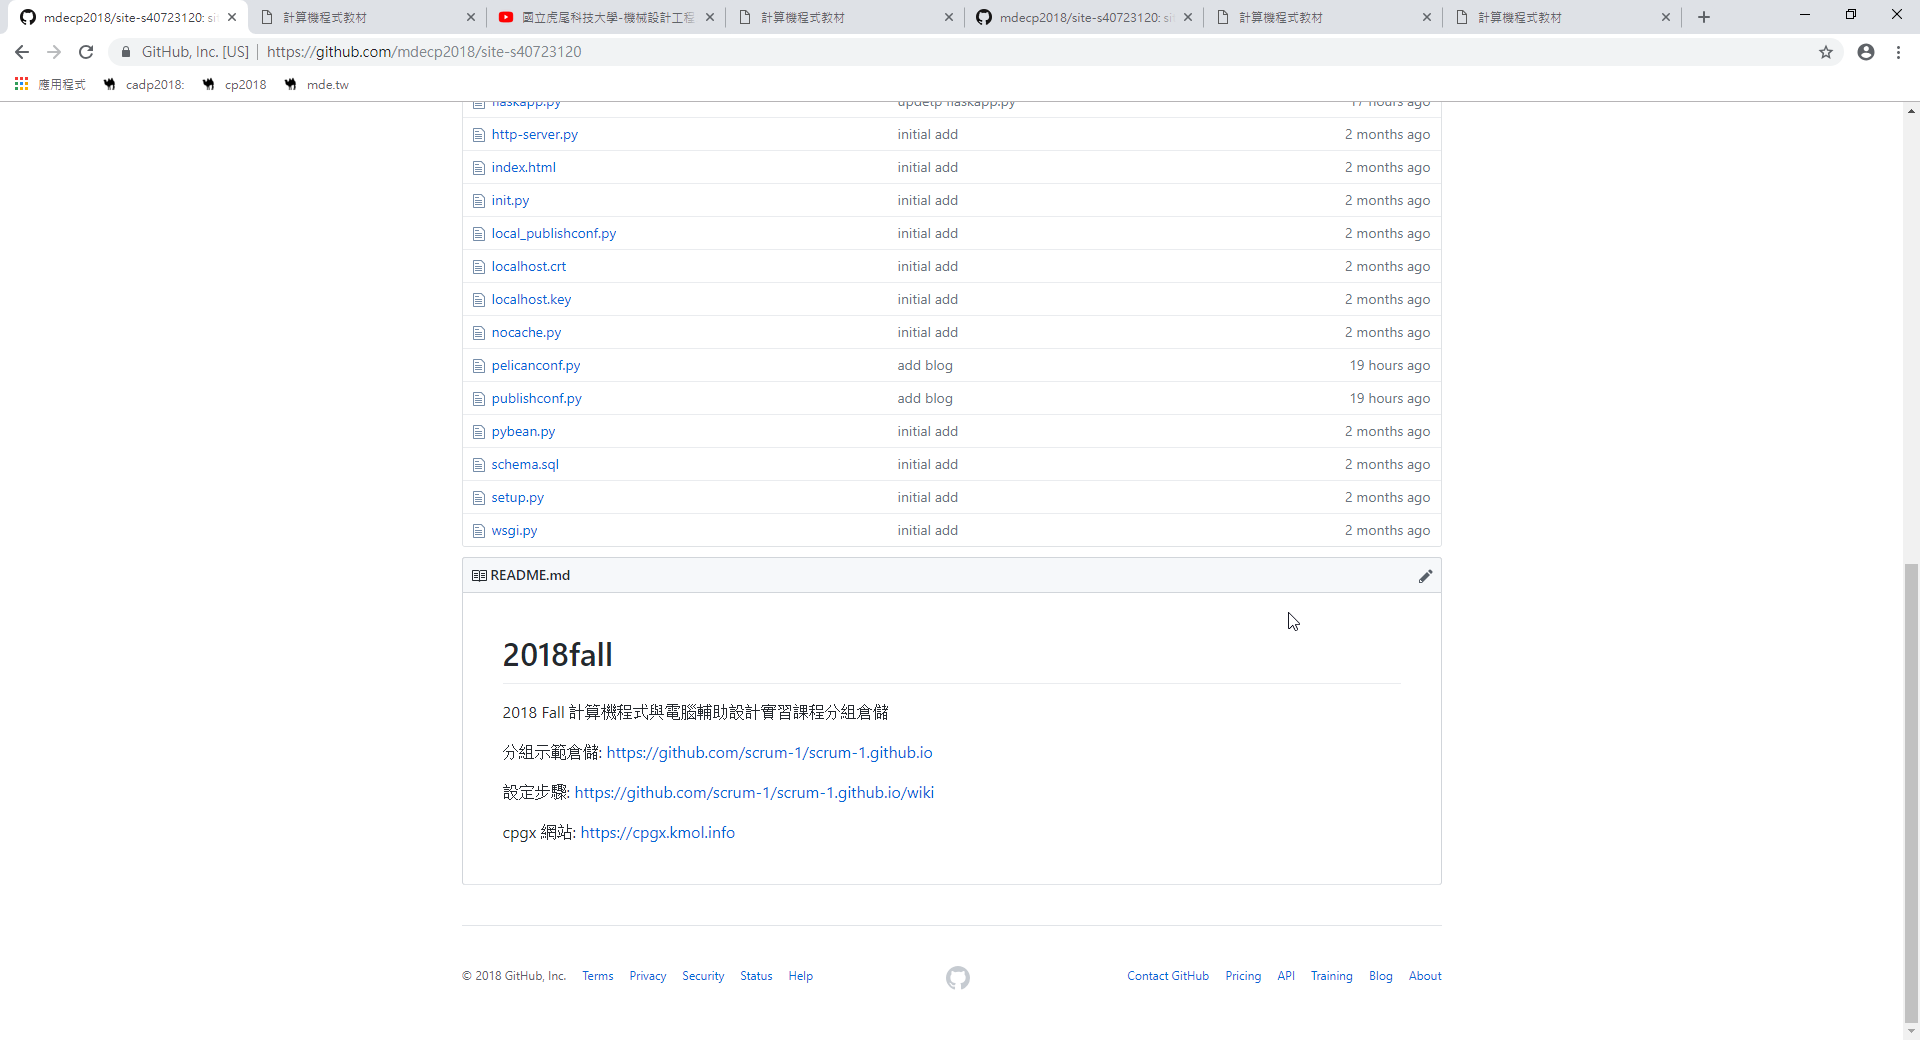 mdecp2018/site-s40723120: si
計算機程式教材
國立虎尾科技大學-機械設計工程
計算機程式教材
mdecp2018/site-s40723120: si
計算機程式教材
計算機程式教材
GitHub, Inc. [US] | https://github.com/mdecp2018/site-s40723120
應用程式 cadp2018: cp2018 mde.tw
flaskapp.py updetp flaskapp.py 17 hours ago
http-server.py initial add 2 months ago
index.html initial add 2 months ago
init.py initial add 2 months ago
local_publishconf.py initial add 2 months ago
localhost.crt initial add 2 months ago
localhost.key initial add 2 months ago
nocache.py initial add 2 months ago
pelicanconf.py add blog 19 hours ago
publishconf.py add blog 19 hours ago
pybean.py initial add 2 months ago
schema.sql initial add 2 months ago
setup.py initial add 2 months ago
wsgi.py initial add 2 months ago
README.md
2018fall
2018 Fall 計算機程式與電腦輔助設計實習課程分組倉儲
分組示範倉儲: https://github.com/scrum-1/scrum-1.github.io
設定步驟: https://github.com/scrum-1/scrum-1.github.io/wiki
cpgx 網站: https://cpgx.kmol.info
© 2018 GitHub, Inc. Terms Privacy Security Status Help Contact GitHub Pricing API Training Blog About